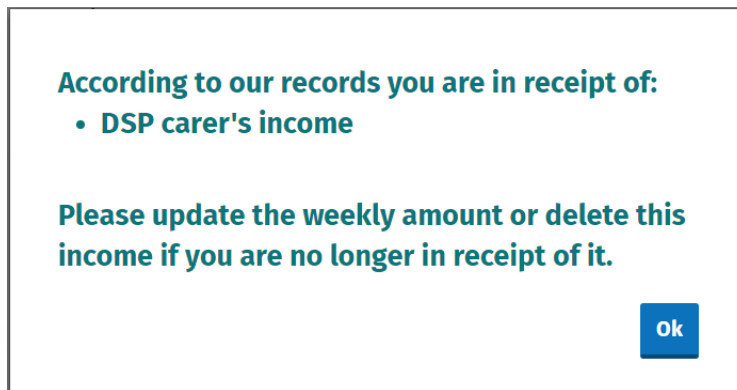 According to our records you are in receipt of:
• DSP carer's income
Please update the weekly amount or delete this
income if you are no longer in receipt of it.
Ok